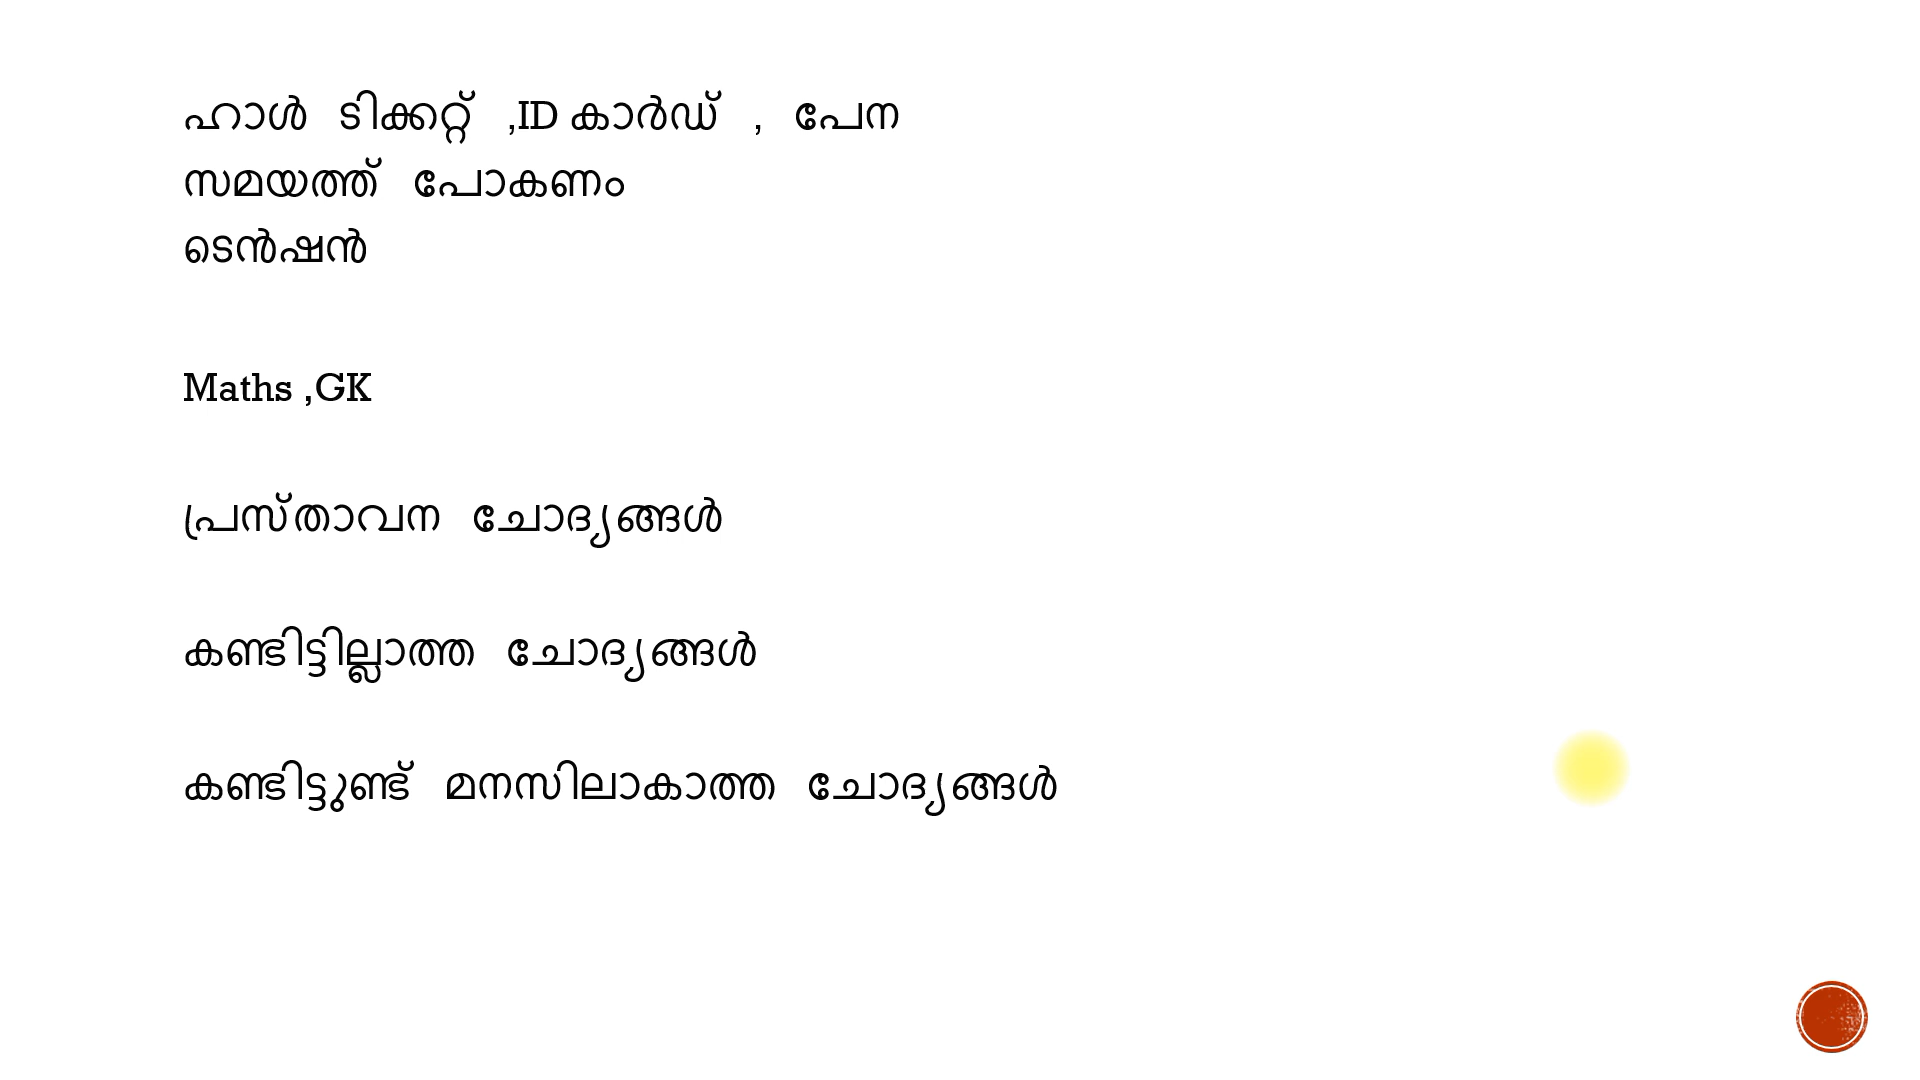 ഹാൾ ടിക്കറ്റ് ,ID കാർഡ് , പേന
സമയത്ത് പോകണം
ടെൻഷൻ
Maths ,GK
പ്രസ്താവന ചോദ്യങ്ങൾ
കണ്ടിട്ടില്ലാത്ത ചോദ്യങ്ങൾ
കണ്ടിട്ടുണ്ട് മനസിലാകാത്ത ചോദ്യങ്ങൾ